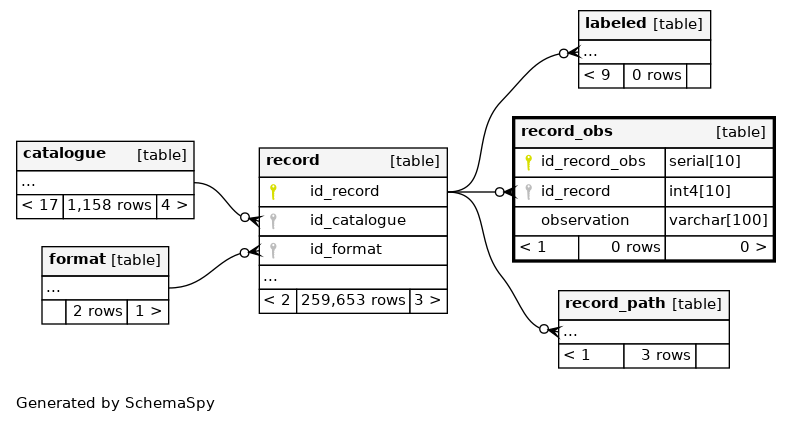 labeled [table]
...
< 9 0 rows
record_obs [table]
id_record_obs serial[10]
id_record int4[10]
observation varchar[100]
< 1 0 rows 0 >
catalogue [table]
...
< 17 1,158 rows 4 >
record [table]
id_record
id_catalogue
id_format
...
< 2 259,653 rows 3 >
format [table]
...
2 rows 1 >
record_path [table]
...
< 1 3 rows
Generated by SchemaSpy